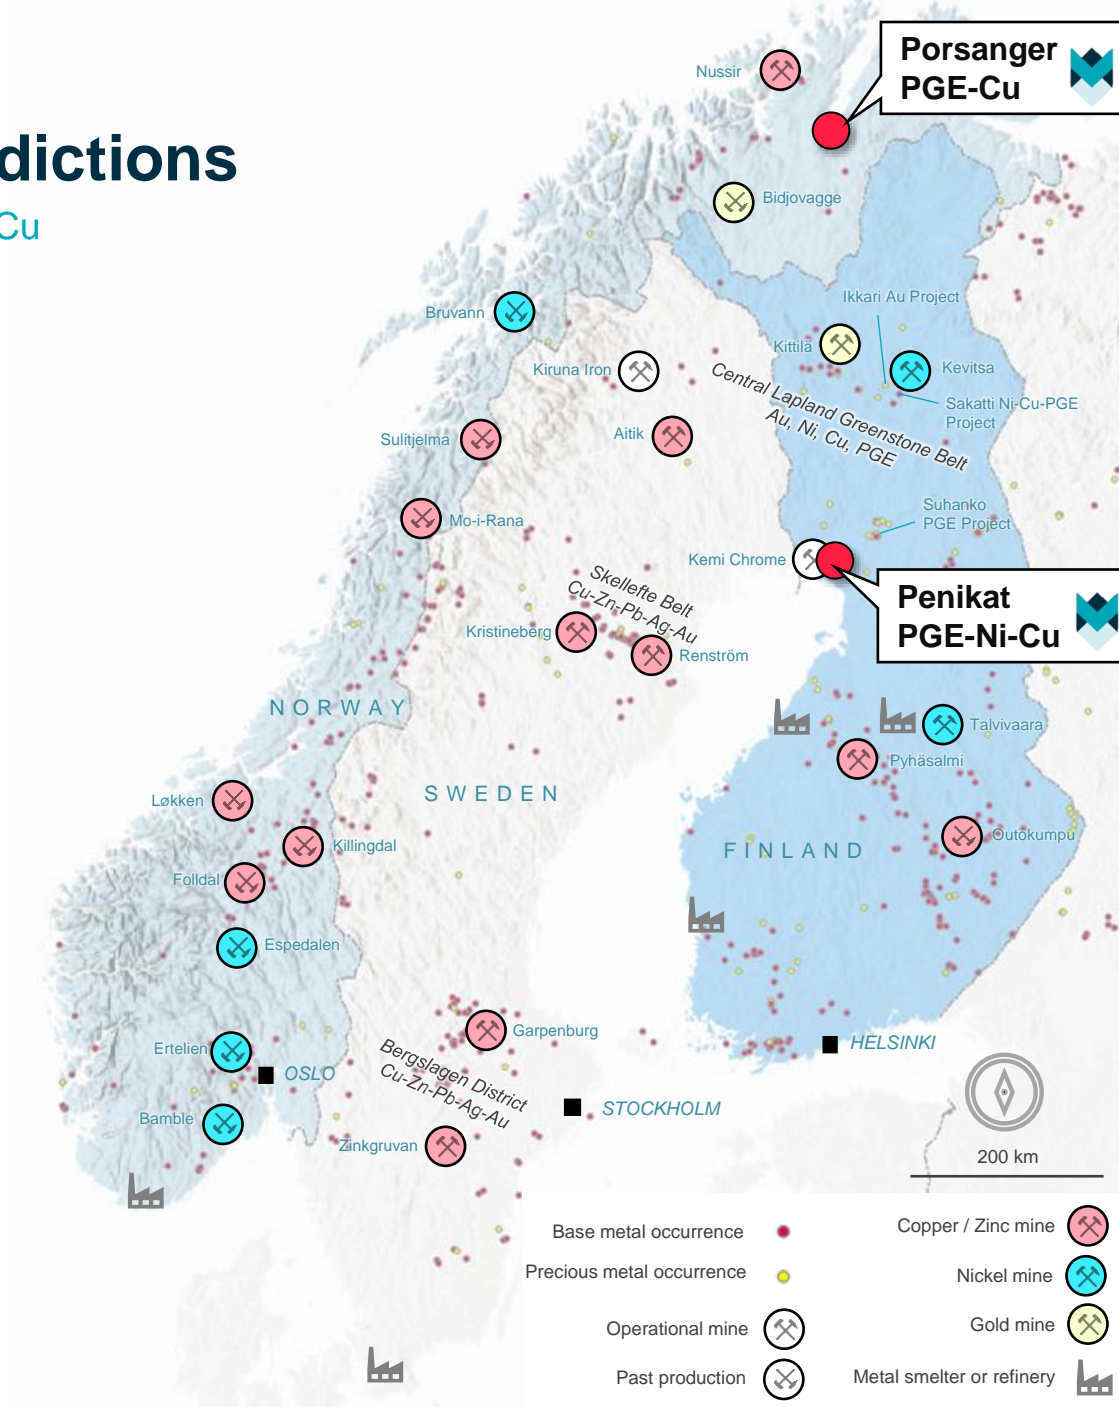 Porsanger
PGE-Cu
Nussir
dictions
Cu
Bidjovagge
Ikkari Au Project
Bruvann
Kittilä
Kiruna Iron
Kevitsa
Central Lapland Greenstone Belt
Au, Ni, Cu, PGE
Sakatti Ni-Cu-PGE
Project
Sulitjelma
Aitik
Mo-i-Rana
Suhanko
PGE Project
Kemi Chrome
Skellefte Belt
Cu-Zn-Pb-Ag-Au
Penikat
PGE-Ni-Cu
Kristineberg
Renström
NORWAY
Talvivaara
Pyhäsalmi
SWEDEN
Løkken
Killingdal
Outokumpu
FINLAND
Folldal
Espedalen
Garpenburg
Ertelien
HELSINKI
Bergslagen District
Cu-Zn-Pb-Ag-Au
OSLO
STOCKHOLM
Bamble
Zinkgruvan
200 km
Base metal occurrence
Copper / Zinc mine
Precious metal occurrence
Nickel mine
Operational mine
Gold mine
Past production
Metal smelter or refinery